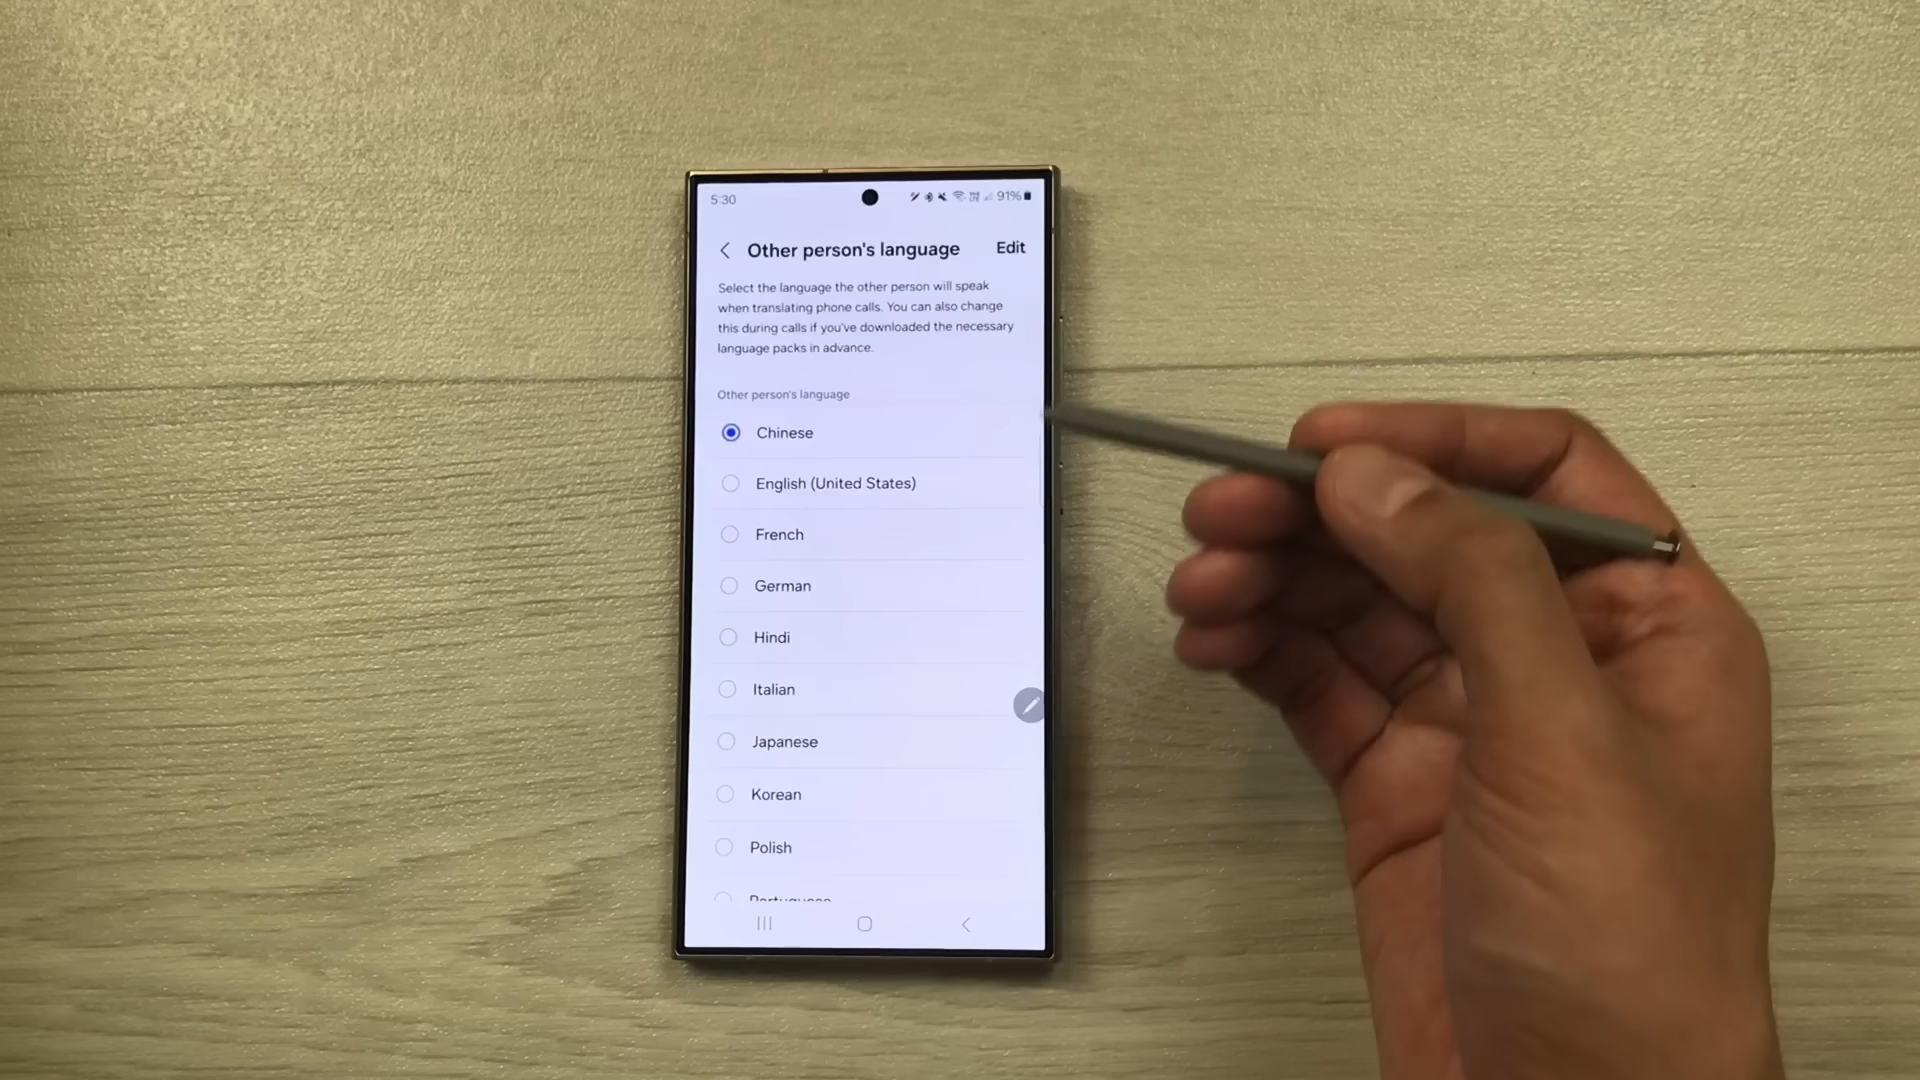 5:30
91%
Other person's language
Edit
Select the language the other person will speak
when translating phone calls. You can also change
this during calls if you've downloaded the necessary
language packs in advance.
Other person's language
Chinese
English (United States)
French
German
Hindi
Italian
Japanese
Korean
Polish
Portuguese